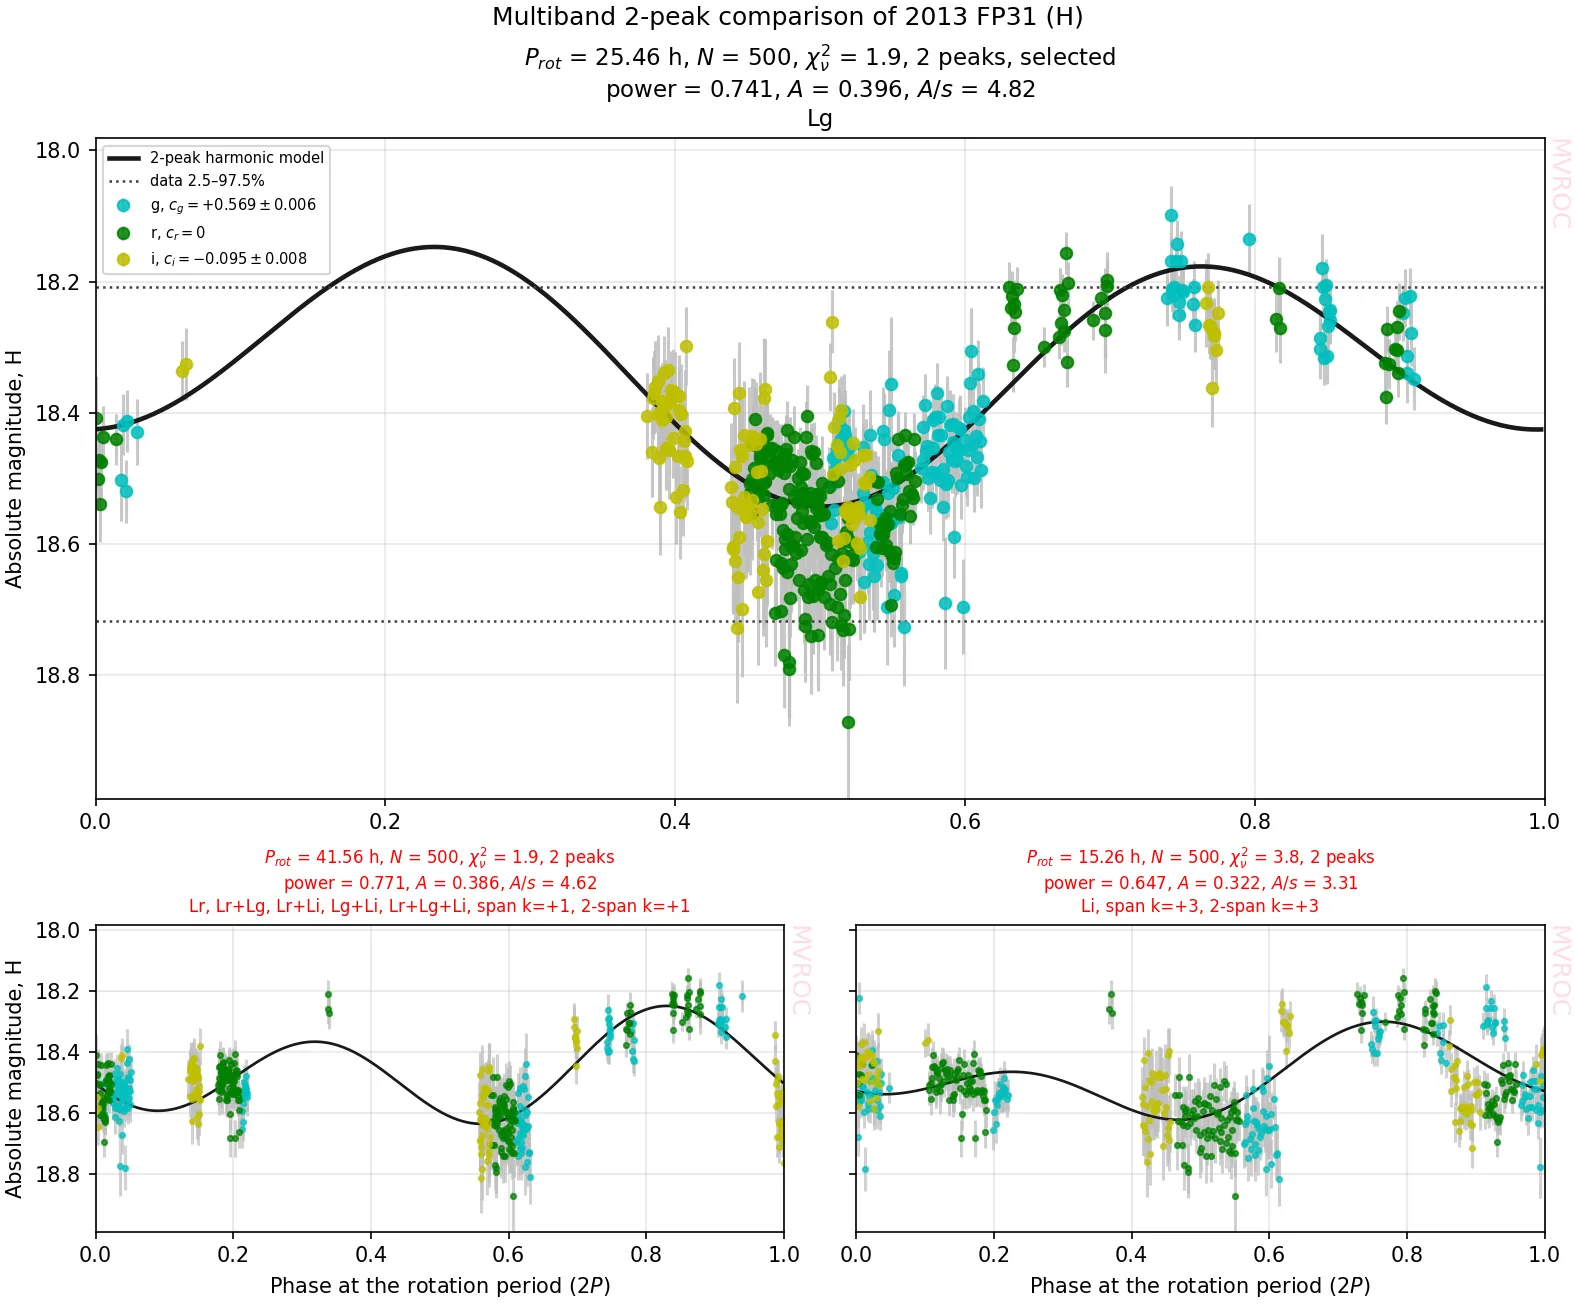 Multiband 2-peak comparison of 2013 FP31 (H)
P_rot = 25.46 h, N = 500, χ²_ν = 1.9, 2 peaks, selected
power = 0.741, A = 0.396, A/s = 4.82
Lg
MVROC
Absolute magnitude, H
18.0
18.2
18.4
18.6
18.8
2-peak harmonic model
data 2.5–97.5%
g, c_g = +0.569 ± 0.006
r, c_r = 0
i, c_i = −0.095 ± 0.008
0.0 0.2 0.4 0.6 0.8 1.0
P_rot = 41.56 h, N = 500, χ²_ν = 1.9, 2 peaks
power = 0.771, A = 0.386, A/s = 4.62
Lr, Lr+Lg, Lr+Li, Lg+Li, Lr+Lg+Li, span k=+1, 2-span k=+1
MVROC
Absolute magnitude, H
18.0
18.2
18.4
18.6
18.8
0.0 0.2 0.4 0.6 0.8 1.0
Phase at the rotation period (2P)
P_rot = 15.26 h, N = 500, χ²_ν = 3.8, 2 peaks
power = 0.647, A = 0.322, A/s = 3.31
Li, span k=+3, 2-span k=+3
MVROC
0.0 0.2 0.4 0.6 0.8 1.0
Phase at the rotation period (2P)